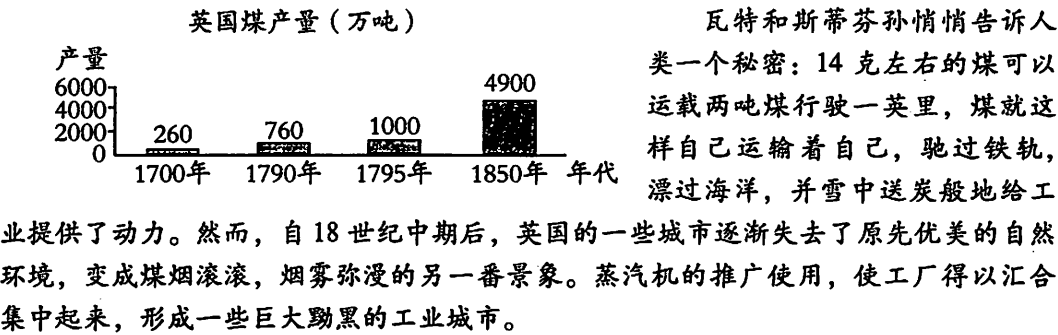 英国煤产量（万吨）
产量
6000
4000
2000
0
260
760
1000
4900
1700年
1790年
1795年
1850年
年代
瓦特和斯蒂芬孙悄悄告诉人
类一个秘密：14 克左右的煤可以
运载两吨煤行驶一英里，煤就这
样自己运输着自己，驰过铁轨，
漂过海洋，并雪中送炭般地给工
业提供了动力。然而，自 18 世纪中期后，英国的一些城市逐渐失去了原先优美的自然
环境，变成煤烟滚滚，烟雾弥漫的另一番景象。蒸汽机的推广使用，使工厂得以汇合
集中起来，形成一些巨大黝黑的工业城市。